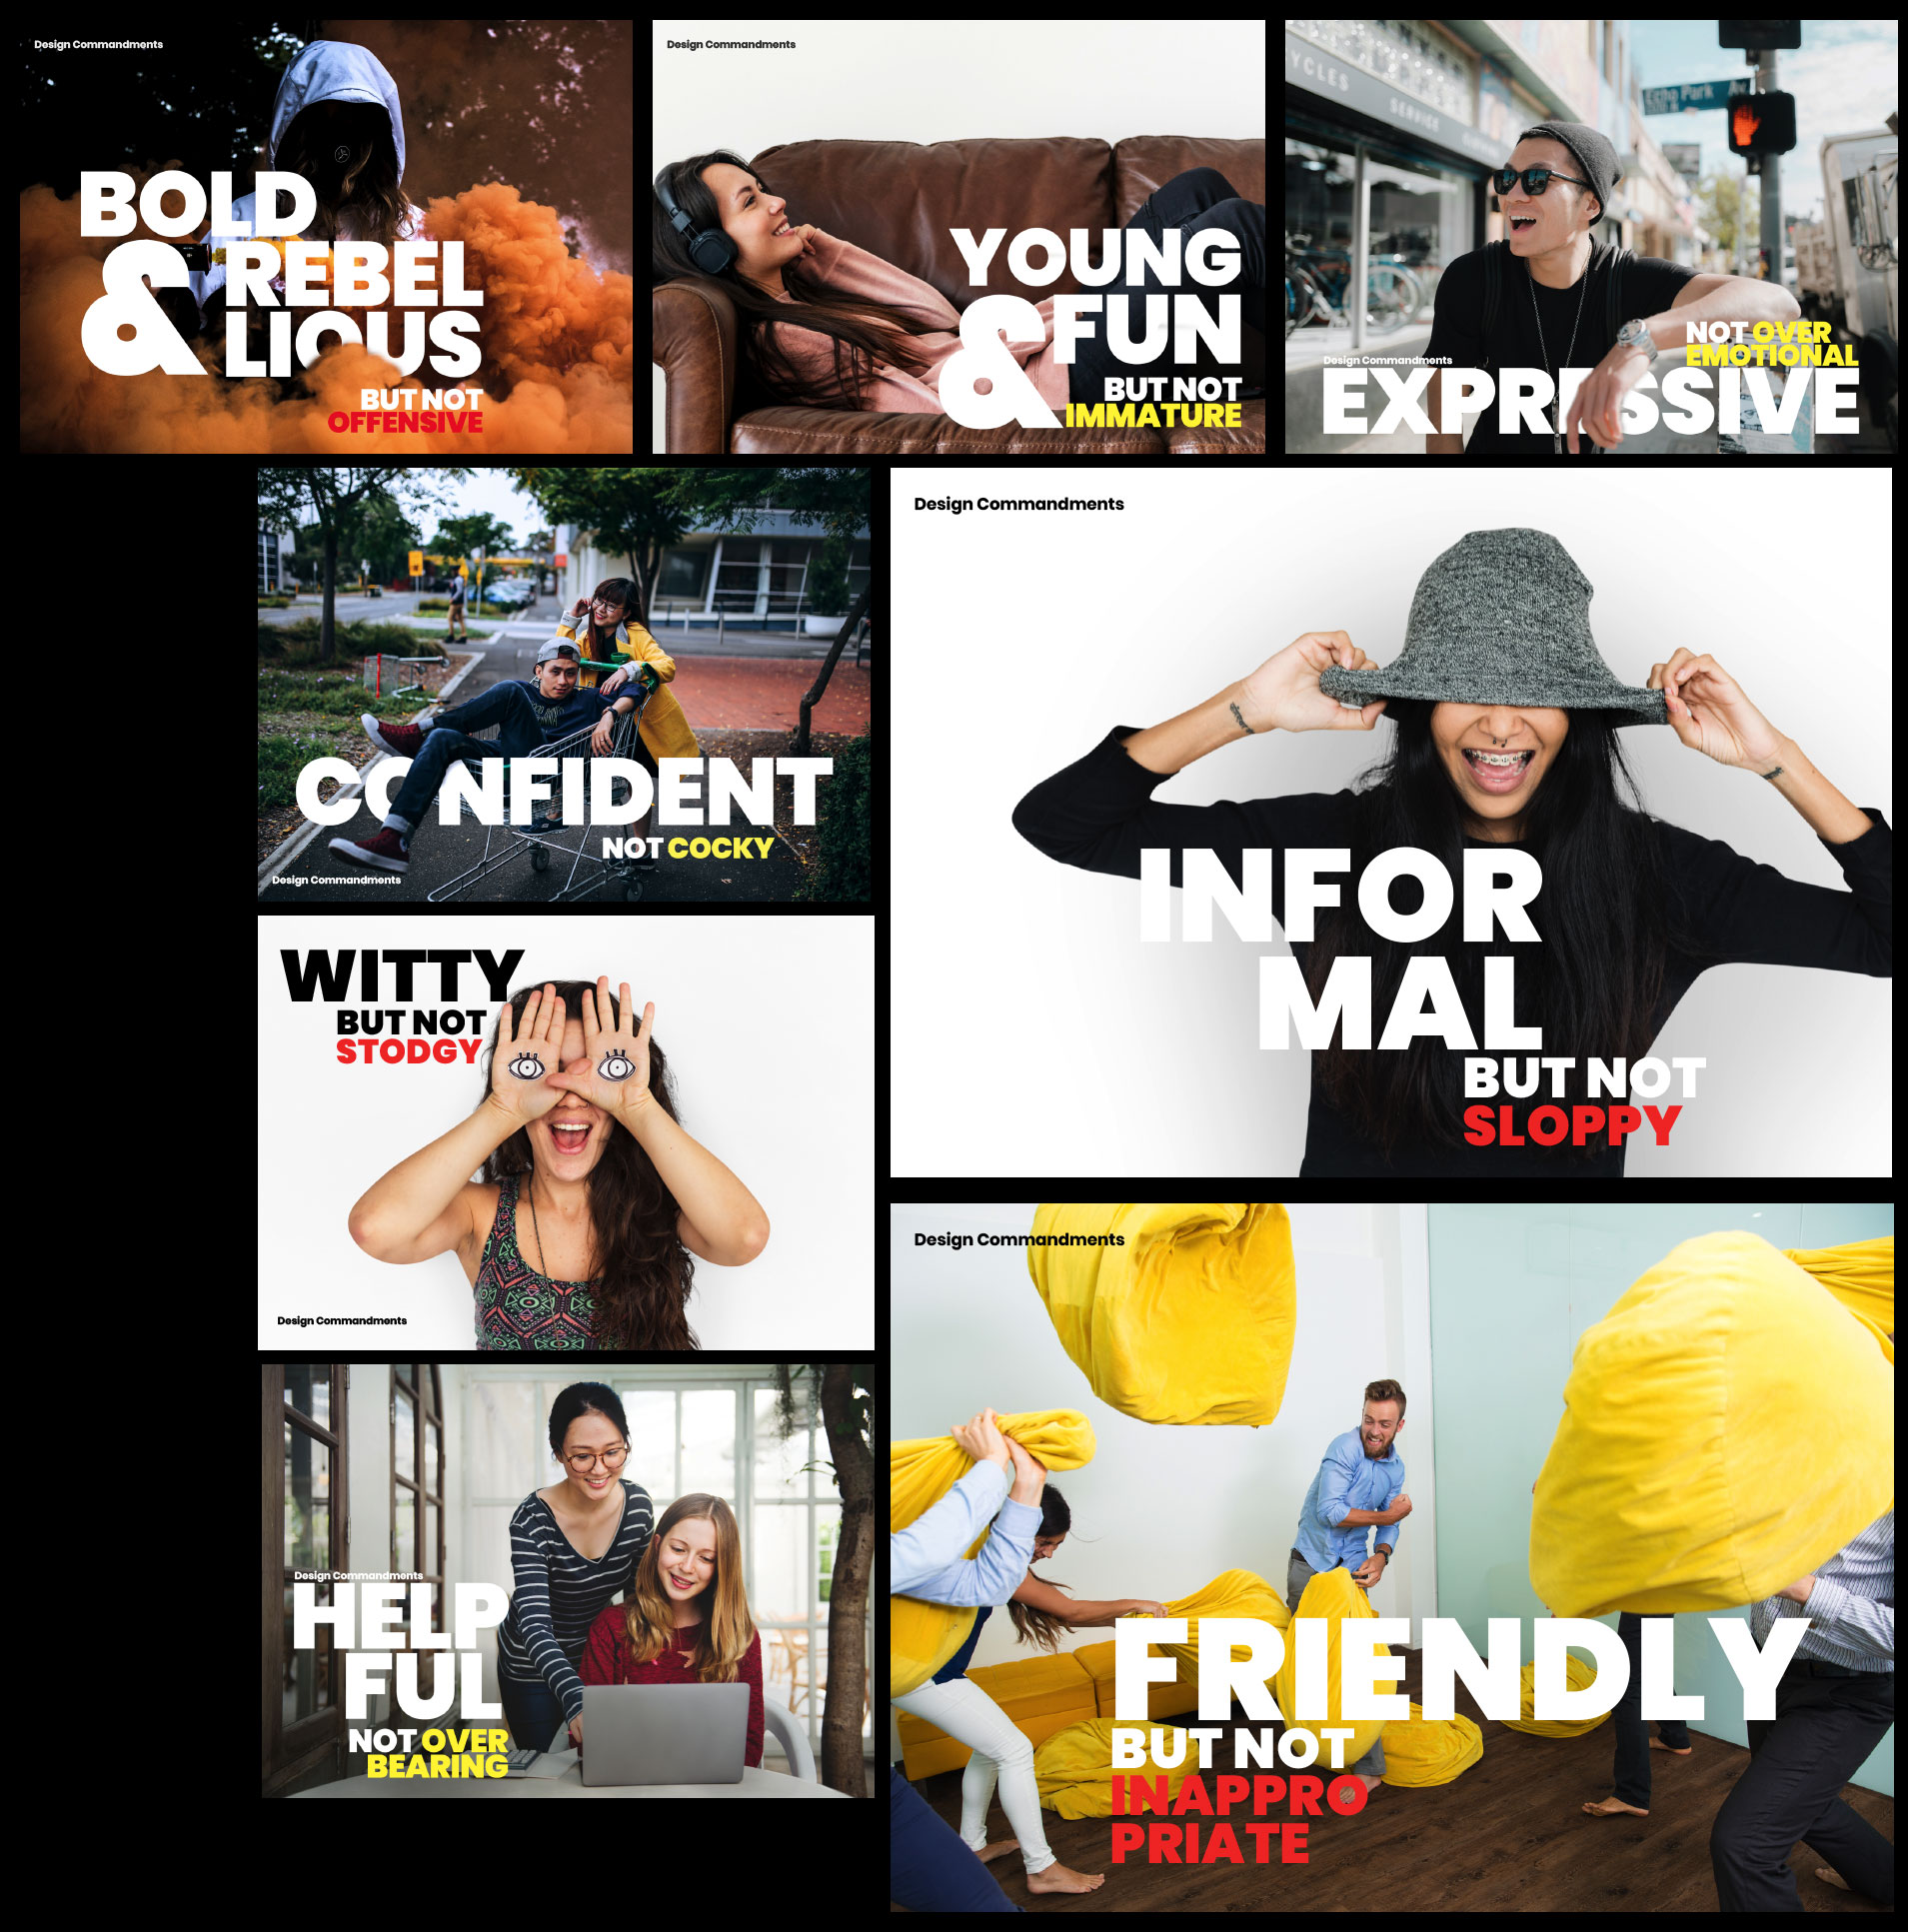 Design Commandments
BOLD
& REBEL
LIOUS
BUT NOT
OFFENSIVE
Design Commandments
YOUNG
& FUN
BUT NOT
IMMATURE
YCLES
SERVICE
Echo Park Av
NOT OVER
EMOTIONAL
Design Commandments
EXPRESSIVE
CONFIDENT
NOT COCKY
Design Commandments
Design Commandments
INFOR
MAL
BUT NOT
SLOPPY
WITTY
BUT NOT
STODGY
Design Commandments
Design Commandments
FRIENDLY
BUT NOT
INAPPRO
PRIATE
Design Commandments
HELP
FUL
NOT OVER
BEARING